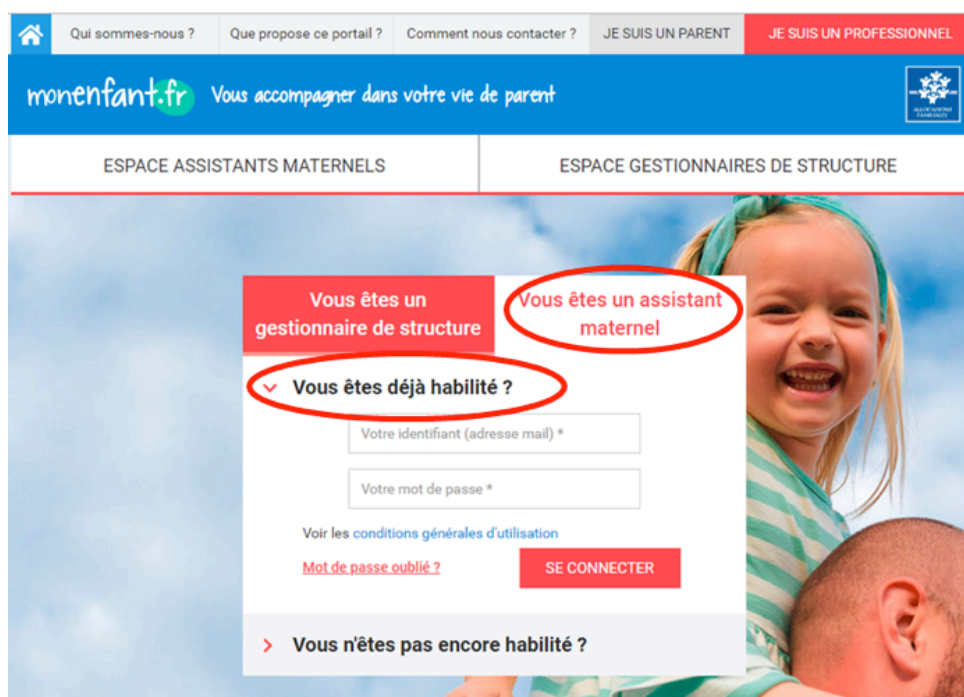 Qui sommes-nous ? Que propose ce portail ? Comment nous contacter ? JE SUIS UN PARENT JE SUIS UN PROFESSIONNEL
monenfant.fr Vous accompagner dans votre vie de parent
ALLOCATIONS
FAMILIALES
ESPACE ASSISTANTS MATERNELS ESPACE GESTIONNAIRES DE STRUCTURE
Vous êtes un
gestionnaire de structure
Vous êtes un assistant
maternel
Vous êtes déjà habilité ?
Votre identifiant (adresse mail) *
Votre mot de passe *
Voir les conditions générales d'utilisation
Mot de passe oublié ? SE CONNECTER
Vous n'êtes pas encore habilité ?